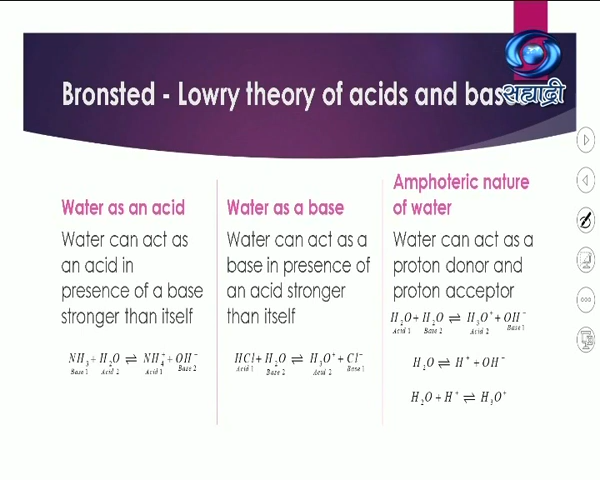 Bronsted - Lowry theory of acids and bases
सह्याद्री
Water as an acid
Water can act as
an acid in
presence of a base
stronger than itself
NH₃ + H₂O ⇌ NH₄⁺ + OH⁻
Base 1 Acid 2 Acid 1 Base 2
Water as a base
Water can act as a
base in presence of
an acid stronger
than itself
HCl + H₂O ⇌ H₃O⁺ + Cl⁻
Acid 1 Base 2 Acid 2 Base 1
Amphoteric nature
of water
Water can act as a
proton donor and
proton acceptor
H₂O + H₂O ⇌ H₃O⁺ + OH⁻
Acid 1 Base 2 Acid 2 Base 1
H₂O ⇌ H⁺ + OH⁻
H₂O + H⁺ ⇌ H₃O⁺